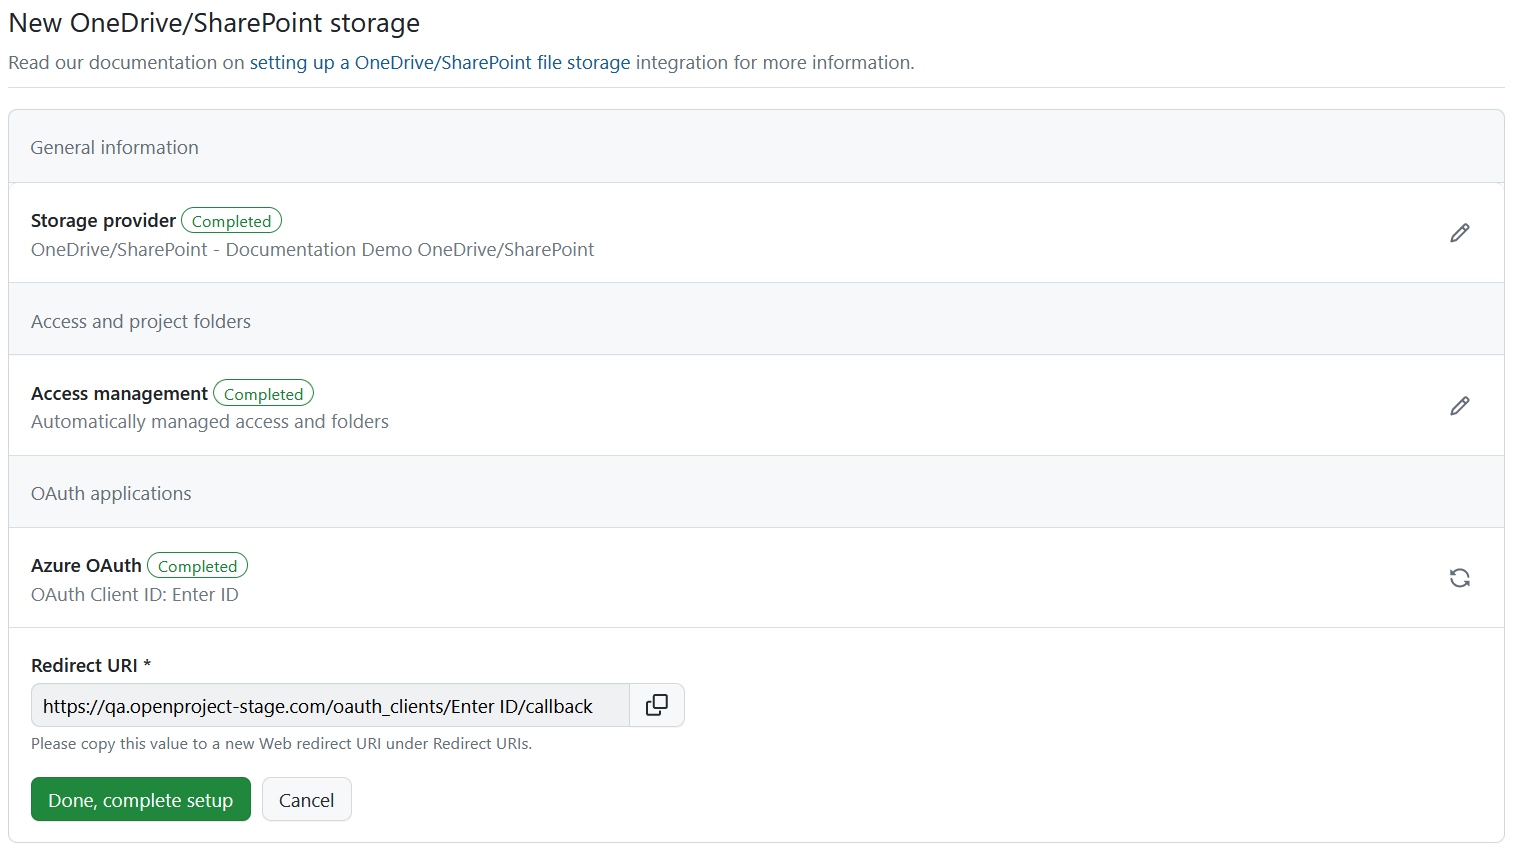 New OneDrive/SharePoint storage
Read our documentation on setting up a OneDrive/SharePoint file storage integration for more information.
General information
Storage provider Completed
OneDrive/SharePoint - Documentation Demo OneDrive/SharePoint
Access and project folders
Access management Completed
Automatically managed access and folders
OAuth applications
Azure OAuth Completed
OAuth Client ID: Enter ID
Redirect URI *
https://qa.openproject-stage.com/oauth_clients/Enter ID/callback
Please copy this value to a new Web redirect URI under Redirect URIs.
Done, complete setup Cancel